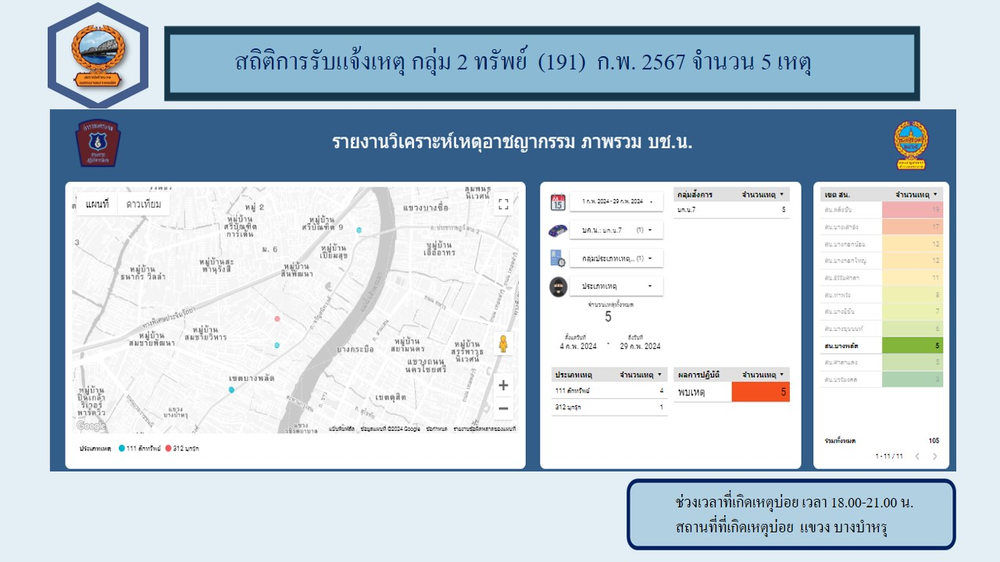 สถิติการรับแจ้งเหตุ กลุ่ม 2 ทรัพย์ (191) ก.พ. 2567 จำนวน 5 เหตุ
รายงานวิเคราะห์เหตุอาชญากรรม ภาพรวม บช.น.
แผนที่ ดาวเทียม
หมู่ 2
แขวงบางซื่อ
หมู่บ้าน
ศรีบัณฑิต
การ์เด้น
หมู่บ้าน
ศรีบัณฑิต 9
หมู่บ้าน
เอื้ออาทร
3
ม. 6
หมู่บ้าน
เปี่ยมสุข
หมู่บ้าน
ธนากร วิลล่า
หมู่บ้านสะ
พานุรังสี
หมู่บ้าน
สินพัฒนา
ทางพิเศษประจิมรัถยา
หมู่บ้าน
สมชายพัฒนา
หมู่บ้าน
สมชายวิหาร
บางกระบือ
หมู่บ้าน
สยามนคร
หมู่บ้าน
สรรพาวุธ
นิเวศน์
แขวงถนน
นครไชยศรี
เขตบางพลัด
หมู่บ้าน
ปิ่นเกล้า
ริเวอร์
พาร์ควิว
แขวง
บางบำหรุ
เขตดุสิต
Google
แป้นพิมพ์ลัด ข้อมูลแผนที่ ©2024 Google ข้อกำหนด รายงานข้อผิดพลาดของแผนที่
ประเภทเหตุ 111 ลักทรัพย์ 312 บุกรุก
1 ก.พ. 2024 - 29 ก.พ. 2024
บก.น.: บก.น.7 (1)
กลุ่มประเภทเหตุ... (1)
ประเภทเหตุ
จำนวนเหตุทั้งหมด
5
ตั้งแต่วันที่ ถึงวันที่
4 ก.พ. 2024 - 29 ก.พ. 2024
กลุ่มสั่งการ จำนวนเหตุ
บก.น.7 5
ประเภทเหตุ จำนวนเหตุ
111 ลักทรัพย์ 4
312 บุกรุก 1
ผลการปฏิบัติ จำนวนเหตุ
พบเหตุ 5
เขต สน. จำนวนเหตุ
สน.ตลิ่งชัน 19
สน.บางเสาธง 17
สน.บางกอกน้อย 12
สน.บางกอกใหญ่ 12
สน.ธรรมศาลา 11
สน.ท่าพระ
สน.บางยี่ขัน 7
สน.บางขุนนนท์ 6
สน.บางพลัด 5
สน.ศาลาแดง 5
สน.บวรมงคล
รวมทั้งหมด 105
1 - 11 / 11
ช่วงเวลาที่เกิดเหตุบ่อย เวลา 18.00-21.00 น.
สถานที่ที่เกิดเหตุบ่อย แขวง บางบำหรุ